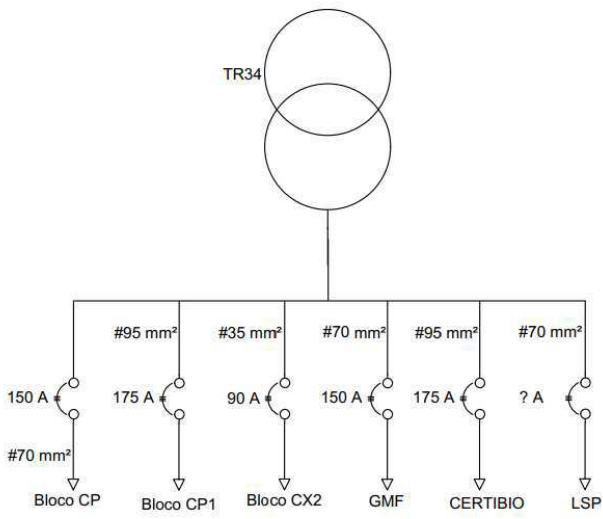 TR34
#95 mm² #35 mm² #70 mm² #95 mm² #70 mm²
150 A 175 A 90 A 150 A 175 A ? A
#70 mm²
Bloco CP Bloco CP1 Bloco CX2 GMF CERTIBIO LSP